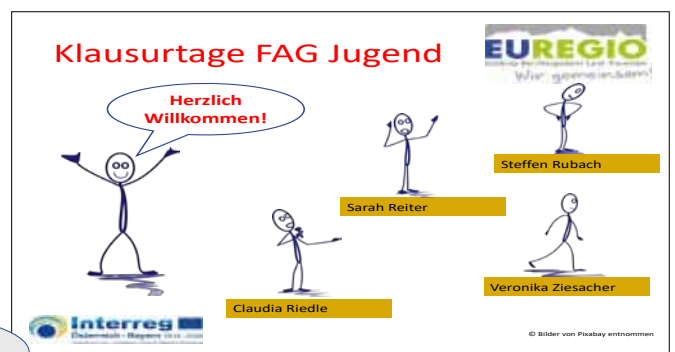 Klausurtage FAG Jugend
EUREGIO
Wir gemeinsam!
Herzlich
Willkommen!
Steffen Rubach
Sarah Reiter
Veronika Ziesacher
Claudia Riedle
Interreg
Österreich - Bayern
© Bilder von Pixabay entnommen